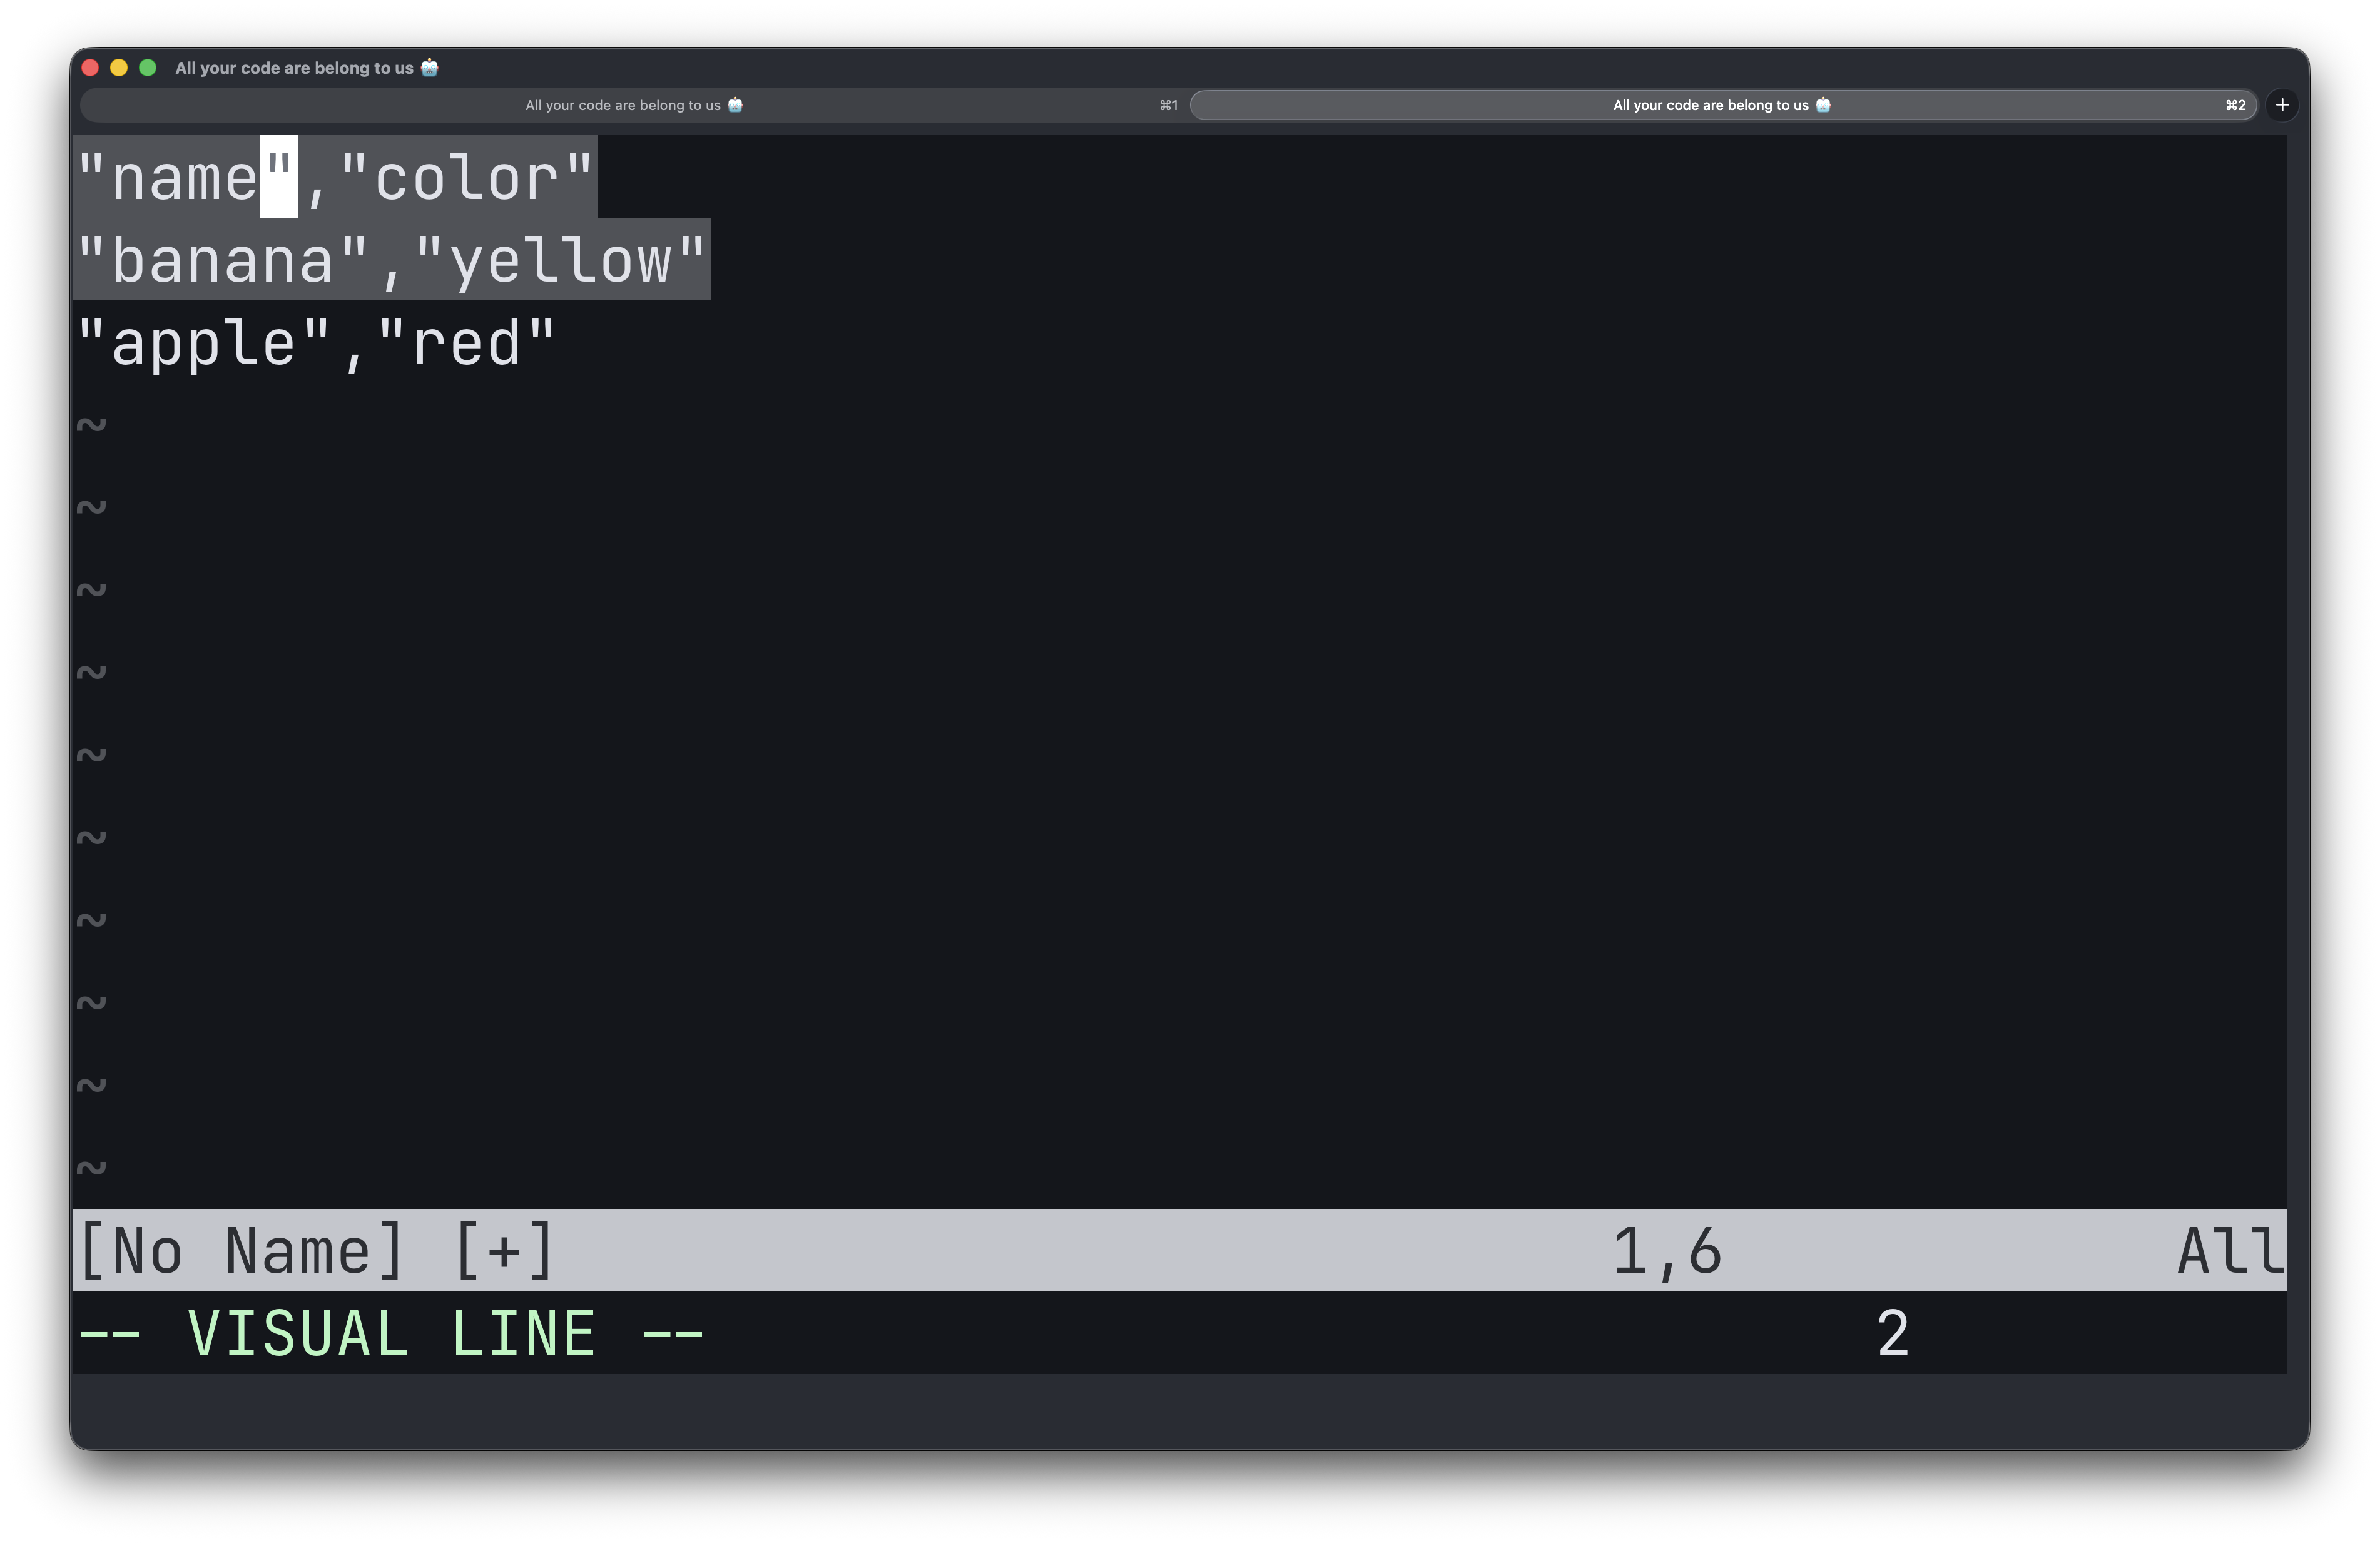 All your code are belong to us 🤖
All your code are belong to us 🤖 ⌘1 All your code are belong to us 🤖 ⌘2 +
"name","color"
"banana","yellow"
"apple","red"
~
~
~
~
~
~
~
~
~
~
[No Name] [+] 1,6 All
-- VISUAL LINE -- 2